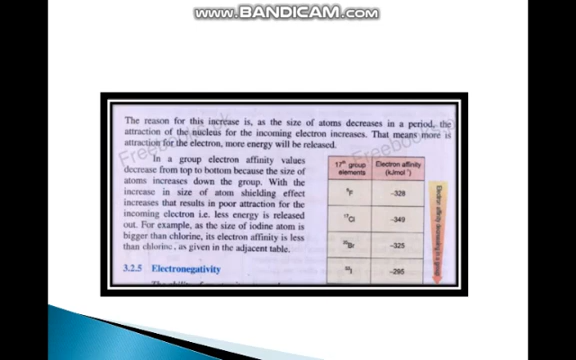 www.BANDICAM.com
The reason for this increase is, as the size of atoms decreases in a period, the
attraction of the nucleus for the incoming electron increases. That means more is
attraction for the electron, more energy will be released.
In a group electron affinity values
decrease from top to bottom because the size of
atoms increases down the group. With the
increase in size of atom shielding effect
increases that results in poor attraction for the
incoming electron i.e. less energy is released
out. For example, as the size of iodine atom is
bigger than chlorine, its electron affinity is less
than chlorine, as given in the adjacent table.
3.2.5 Electronegativity
17th group elements Electron affinity (kJmol⁻¹)
⁹F -328
¹⁷Cl -349
³⁵Br -325
⁵³I -295
Electron affinity decreasing in a group